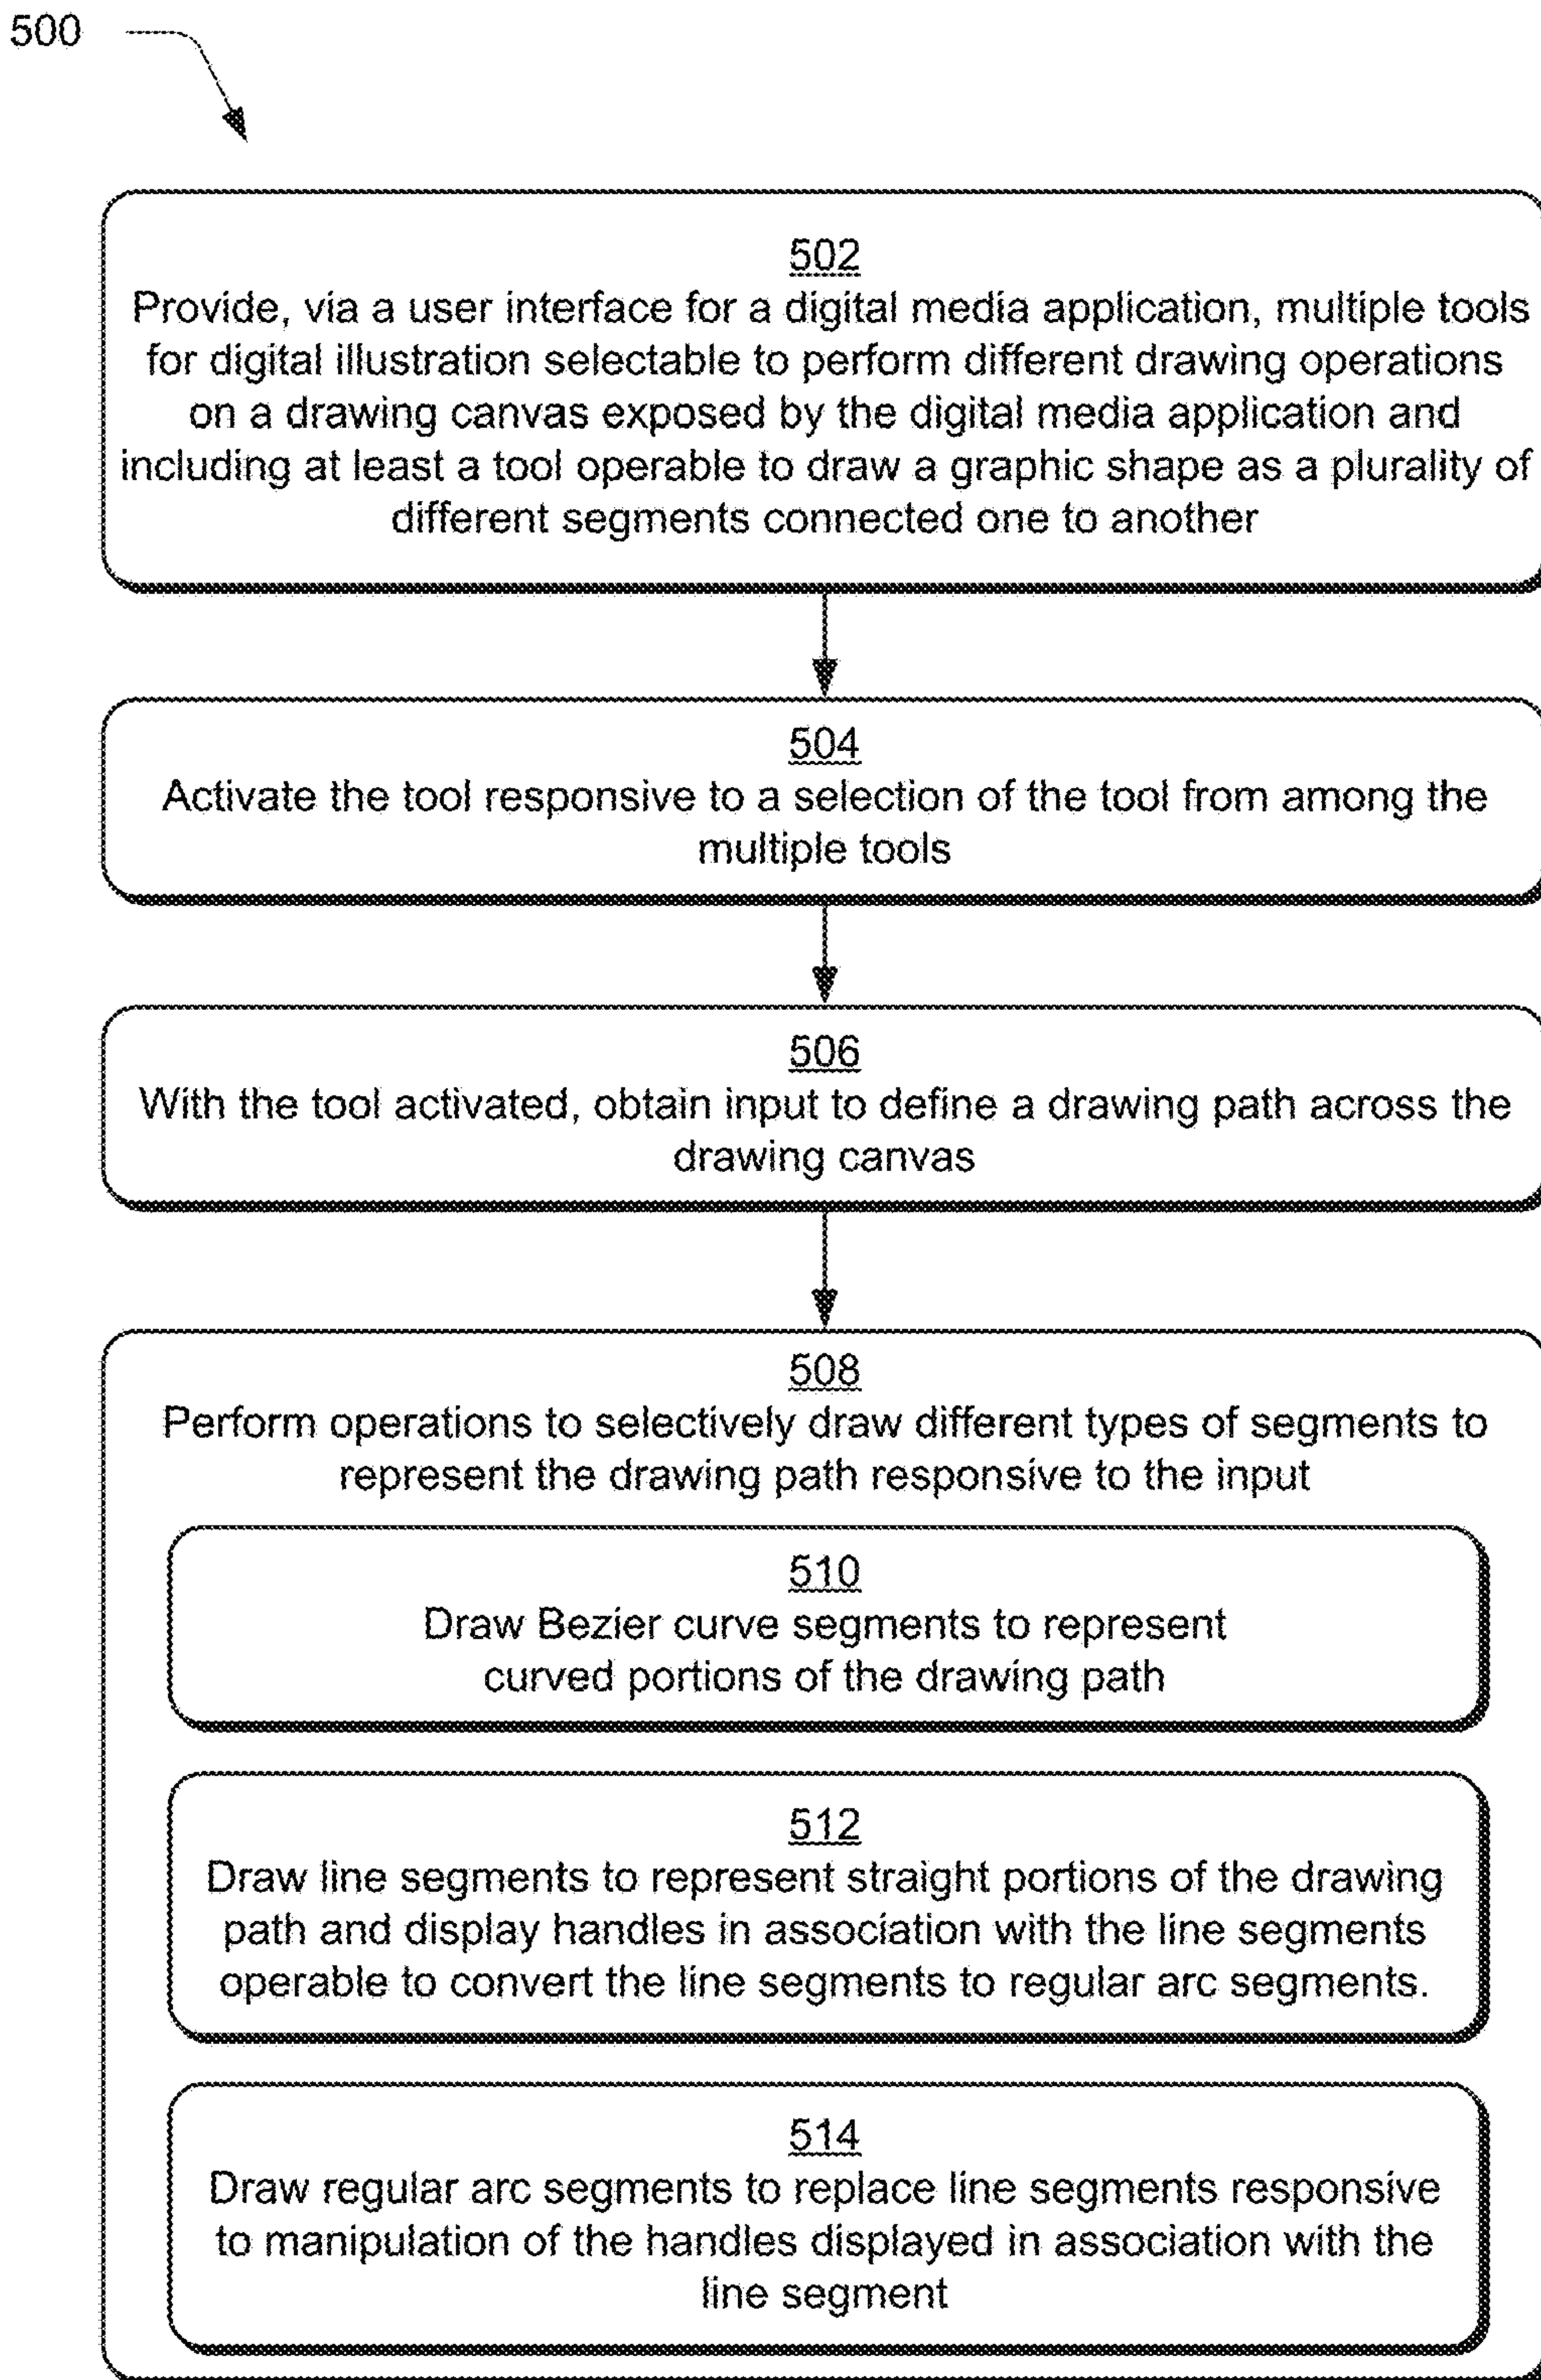 500
502
Provide, via a user interface for a digital media application, multiple tools
for digital illustration selectable to perform different drawing operations
on a drawing canvas exposed by the digital media application and
including at least a tool operable to draw a graphic shape as a plurality of
different segments connected one to another
504
Activate the tool responsive to a selection of the tool from among the
multiple tools
506
With the tool activated, obtain input to define a drawing path across the
drawing canvas
508
Perform operations to selectively draw different types of segments to
represent the drawing path responsive to the input
510
Draw Bezier curve segments to represent
curved portions of the drawing path
512
Draw line segments to represent straight portions of the drawing
path and display handles in association with the line segments
operable to convert the line segments to regular arc segments.
514
Draw regular arc segments to replace line segments responsive
to manipulation of the handles displayed in association with the
line segment